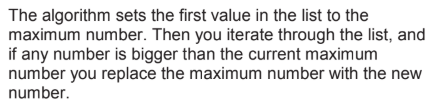 The algorithm sets the first value in the list to the
maximum number. Then you iterate through the list, and
if any number is bigger than the current maximum
number you replace the maximum number with the new
number.